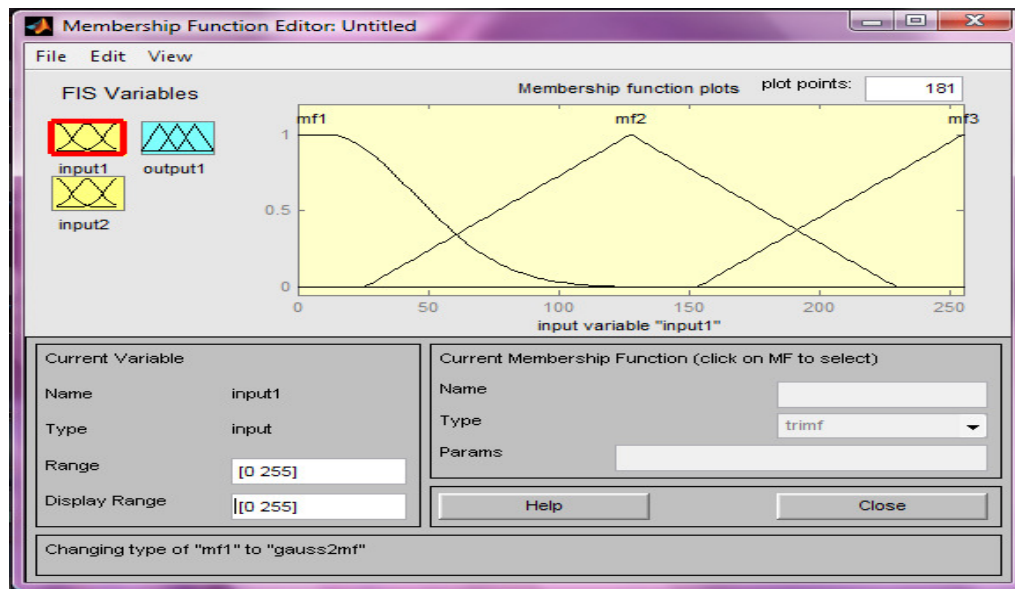 Membership Function Editor: Untitled
File Edit View
FIS Variables
Membership function plots plot points: 181
input1 output1
input2
mf1 mf2 mf3
1
0.5
0
0 50 100 150 200 250
input variable "input1"
Current Variable
Name input1
Type input
Range [0 255]
Display Range [0 255]
Current Membership Function (click on MF to select)
Name
Type trimf
Params
Help Close
Changing type of "mf1" to "gauss2mf"